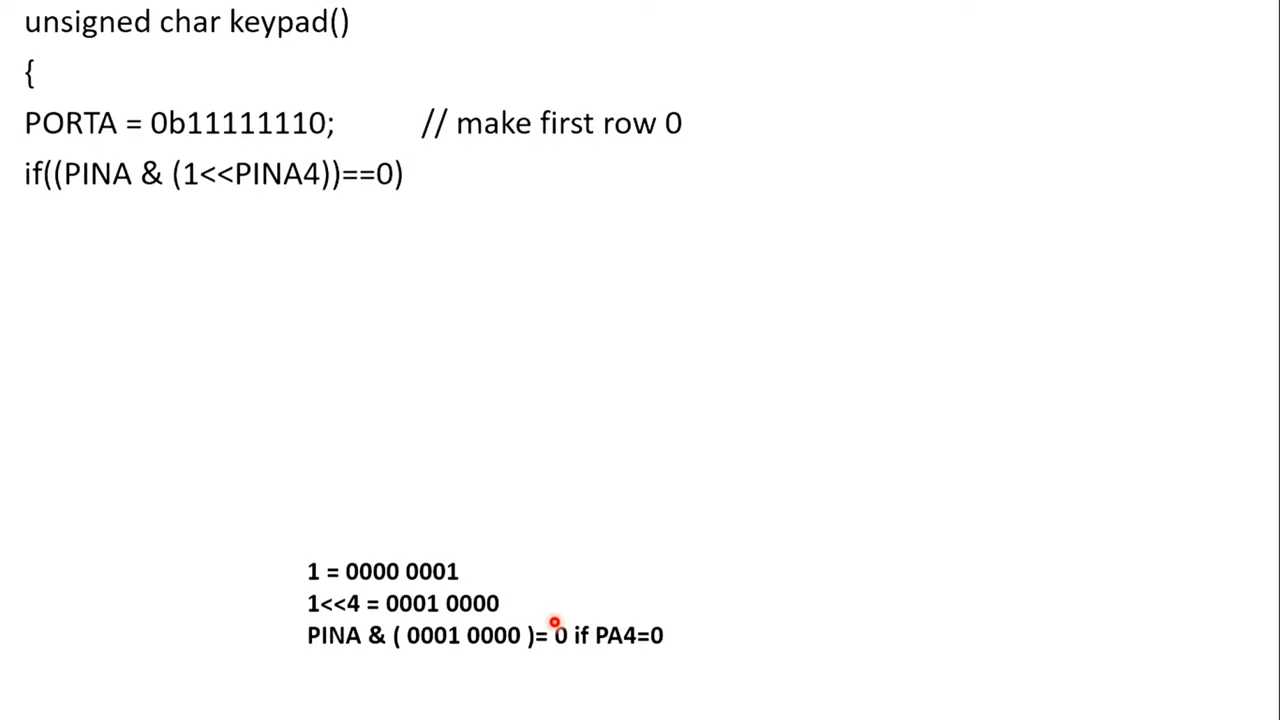 unsigned char keypad()
{
PORTA = 0b11111110; // make first row 0
if((PINA & (1<<PINA4))==0)
1 = 0000 0001
1<<4 = 0001 0000
PINA & ( 0001 0000 )= 0 if PA4=0